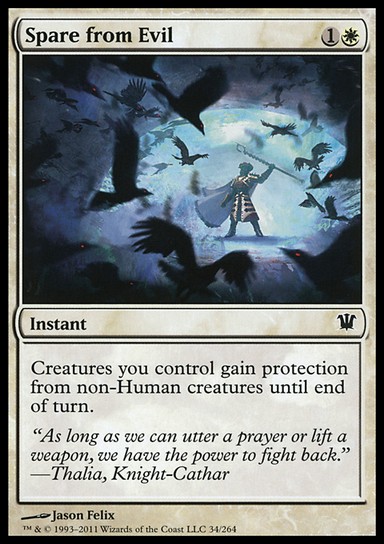 Spare from Evil 1
Instant
Creatures you control gain protection
from non-Human creatures until end
of turn.
“As long as we can utter a prayer or lift a
weapon, we have the power to fight back.”
—Thalia, Knight-Cathar
Jason Felix
™ & © 1993–2011 Wizards of the Coast LLC 34/264